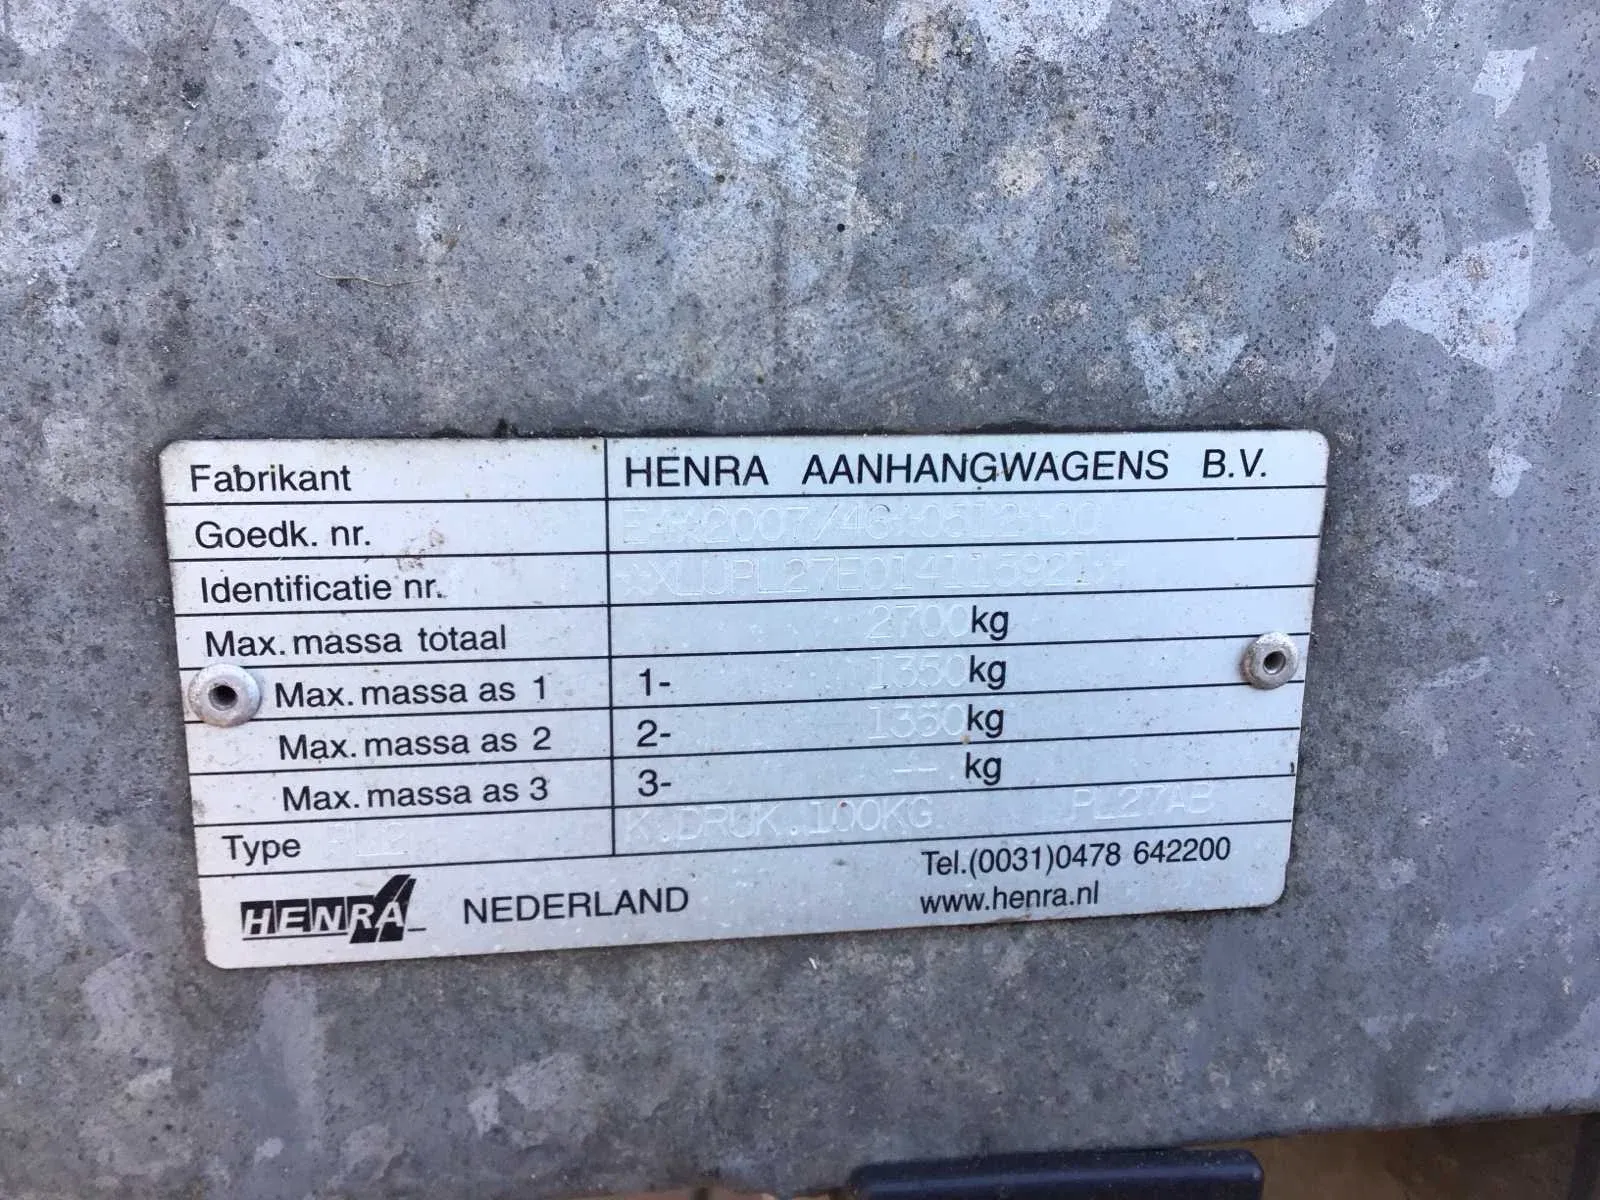 Fabrikant HENRA AANHANGWAGENS B.V.
Goedk. nr.
Identificatie nr.
Max. massa totaal 2700 kg
Max. massa as 1 1- 1350 kg
Max. massa as 2 2- 1350 kg
Max. massa as 3 3- -- kg
Type PL2 K.DRUK.100KG PL27AB
HENRA NEDERLAND Tel.(0031)0478 642200
www.henra.nl